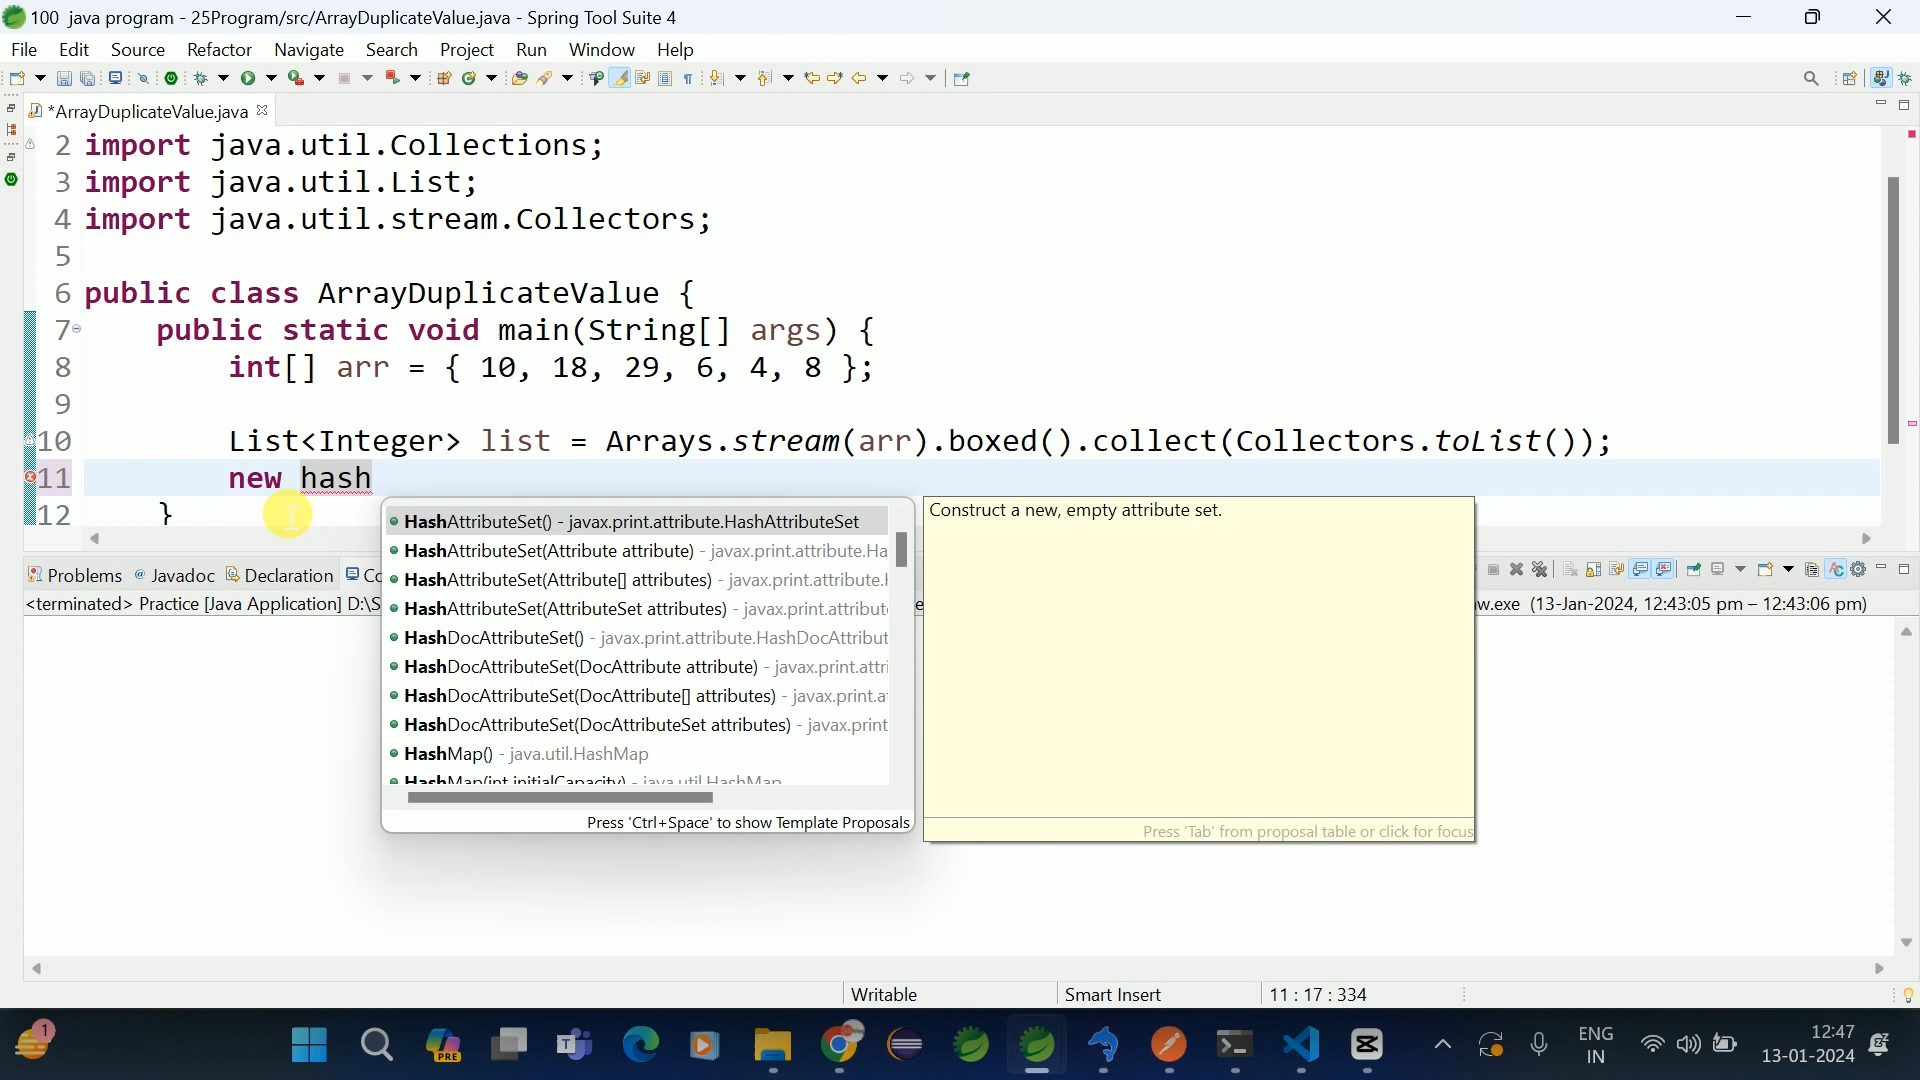 100 java program - 25Program/src/ArrayDuplicateValue.java - Spring Tool Suite 4
File Edit Source Refactor Navigate Search Project Run Window Help
*ArrayDuplicateValue.java
2 import java.util.Collections;
3 import java.util.List;
4 import java.util.stream.Collectors;
5
6 public class ArrayDuplicateValue {
7 public static void main(String[] args) {
8 int[] arr = { 10, 18, 29, 6, 4, 8 };
9
10 List<Integer> list = Arrays.stream(arr).boxed().collect(Collectors.toList());
11 new hash
12 }
HashAttributeSet() - javax.print.attribute.HashAttributeSet
HashAttributeSet(Attribute attribute) - javax.print.attribute.Ha
HashAttributeSet(Attribute[] attributes) - javax.print.attribute.H
HashAttributeSet(AttributeSet attributes) - javax.print.attribut
HashDocAttributeSet() - javax.print.attribute.HashDocAttribut
HashDocAttributeSet(DocAttribute attribute) - javax.print.attri
HashDocAttributeSet(DocAttribute[] attributes) - javax.print.a
HashDocAttributeSet(DocAttributeSet attributes) - javax.print
HashMap() - java.util.HashMap
HashMap(int initialCapacity) - java.util.HashMap
Press 'Ctrl+Space' to show Template Proposals
Construct a new, empty attribute set.
Press 'Tab' from proposal table or click for focus
Problems Javadoc Declaration Co
<terminated> Practice [Java Application] D:\S
w.exe (13-Jan-2024, 12:43:05 pm – 12:43:06 pm)
Writable Smart Insert 11 : 17 : 334
1
PRE
ENG
IN
12:47
13-01-2024